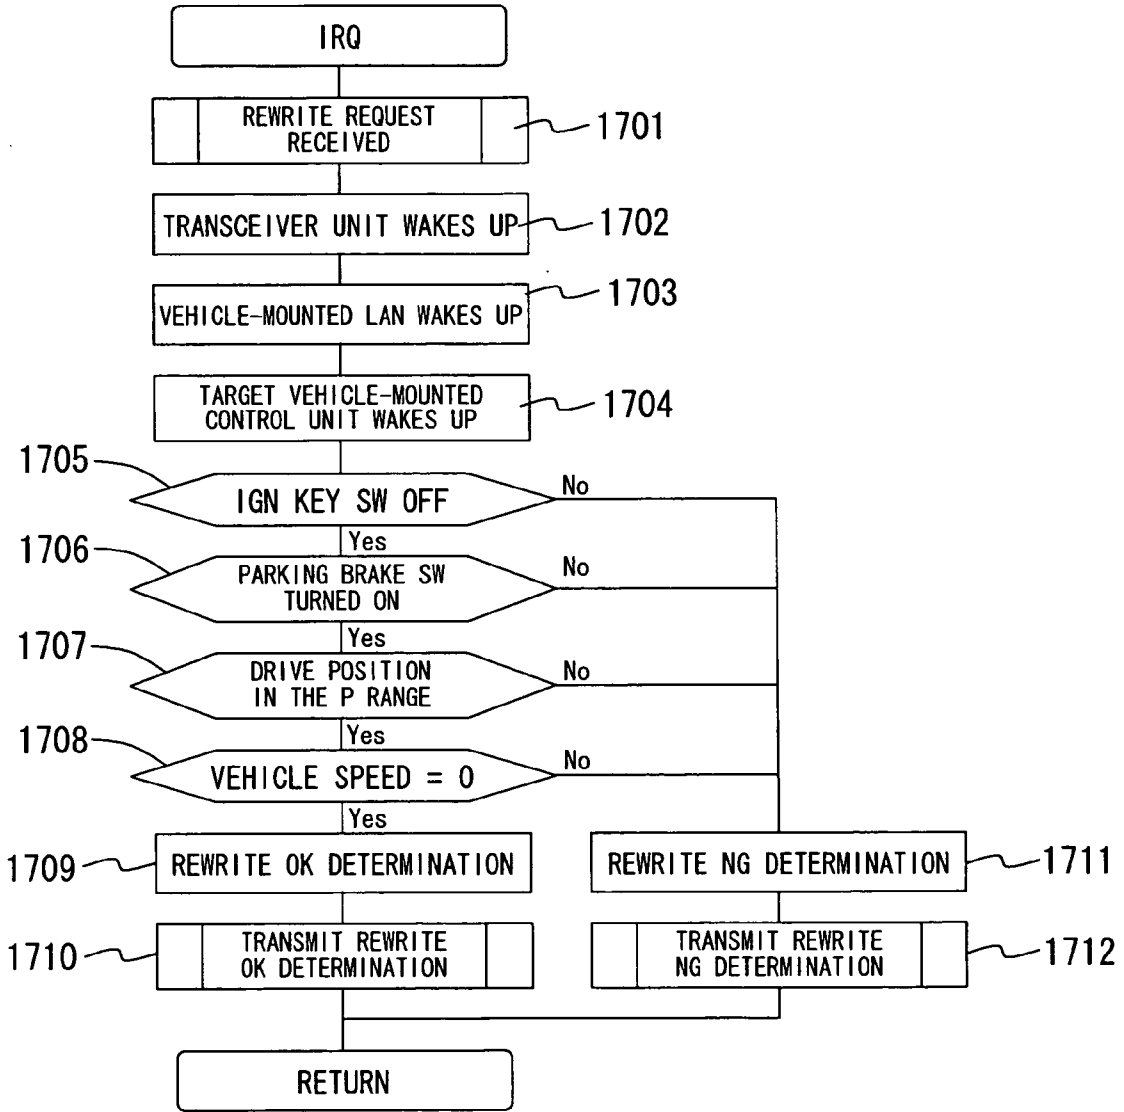 IRQ
REWRITE REQUEST
RECEIVED
1701
TRANSCEIVER UNIT WAKES UP
1702
VEHICLE-MOUNTED LAN WAKES UP
1703
TARGET VEHICLE-MOUNTED
CONTROL UNIT WAKES UP
1704
1705
IGN KEY SW OFF
No
Yes
1706
PARKING BRAKE SW
TURNED ON
No
Yes
1707
DRIVE POSITION
IN THE P RANGE
No
Yes
1708
VEHICLE SPEED = 0
No
Yes
1709
REWRITE OK DETERMINATION
REWRITE NG DETERMINATION
1711
1710
TRANSMIT REWRITE
OK DETERMINATION
TRANSMIT REWRITE
NG DETERMINATION
1712
RETURN